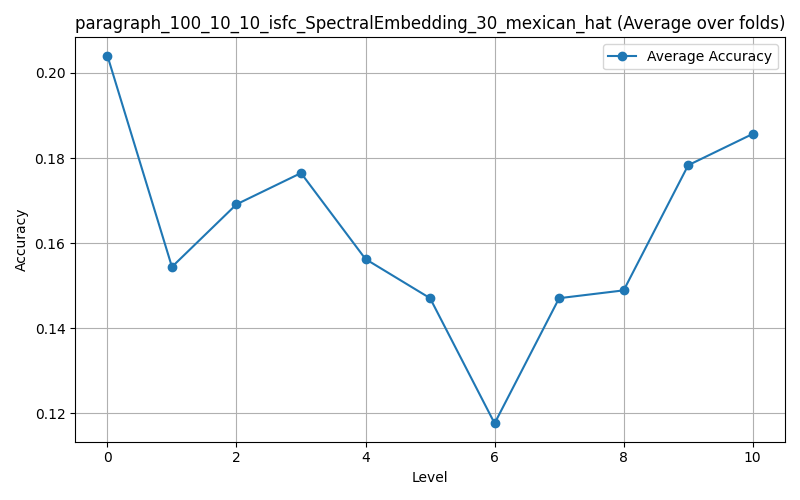 paragraph_100_10_10_isfc_SpectralEmbedding_30_mexican_hat (Average over folds)
Average Accuracy
0.20
0.18
0.16
0.14
0.12
Accuracy
0 2 4 6 8 10
Level